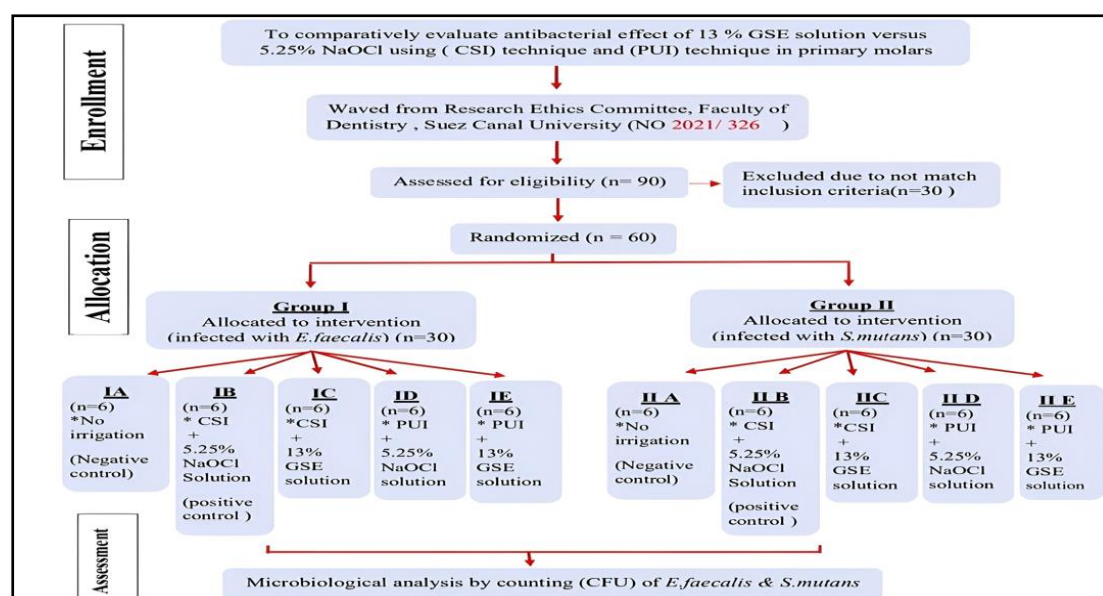 Enrollment
To comparatively evaluate antibacterial effect of 13 % GSE solution versus
5.25% NaOCl using ( CSI) technique and (PUI) technique in primary molars
Waved from Research Ethics Committee, Faculty of
Dentistry , Suez Canal University (NO 2021/ 326 )
Assessed for eligibility (n= 90)
Excluded due to not match
inclusion criteria(n=30 )
Allocation
Randomized (n = 60)
Group I
Allocated to intervention
(infected with E.faecalis) (n=30)
Group II
Allocated to intervention
(infected with S.mutans) (n=30)
IA
(n=6)
*No
irrigation
(Negative
control)
IB
(n=6)
* CSI
+
5.25%
NaOCl
Solution
(positive
control )
IC
(n=6)
*CSI
+
13%
GSE
solution
ID
(n=6)
* PUI
+
5.25%
NaOCl
solution
IE
(n=6)
* PUI
+
13%
GSE
solution
II A
(n=6)
*No
irrigation
(Negative
control)
II B
(n=6)
* CSI
+
5.25%
NaOCl
Solution
(positive
control )
IIC
(n=6)
*CSI
+
13%
GSE
solution
II D
(n=6)
* PUI
+
5.25%
NaOCl
solution
II E
(n=6)
* PUI
+
13%
GSE
solution
Assessment
Microbiological analysis by counting (CFU) of E.faecalis & S.mutans